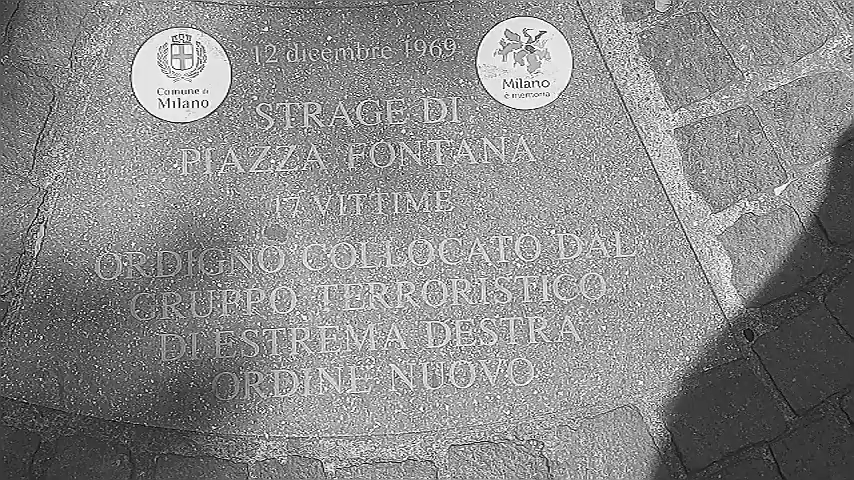 Comune di
Milano
12 dicembre 1969
Milano
è memoria
STRAGE DI
PIAZZA FONTANA
17 VITTIME
ORDIGNO COLLOCATO DAL
GRUPPO TERRORISTICO
DI ESTREMA DESTRA
ORDINE NUOVO